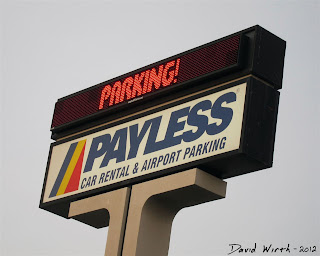 PARKING!
PAYLESS
CAR RENTAL & AIRPORT PARKING
David Wirth - 2012